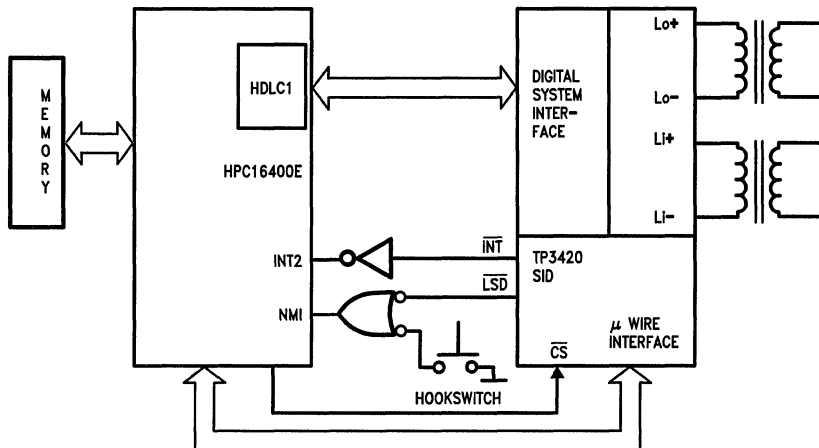 MEMORY
HDLC1
HPC16400E
INT2
NMI
DIGITAL
SYSTEM
INTER-
FACE
Lo+
Lo-
Li+
Li-
INT
LSD
TP3420
SID
CS
μ WIRE
INTERFACE
HOOKSWITCH